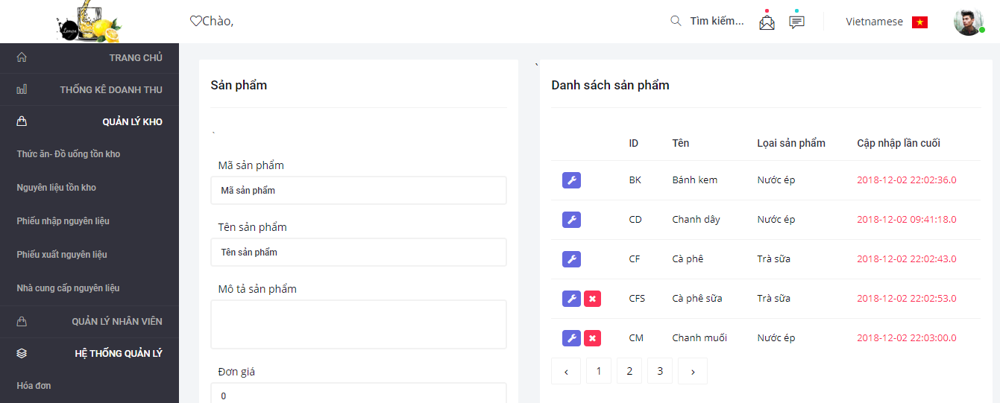 Lemon
Chào,
Tìm kiếm...
Vietnamese
TRANG CHỦ
THỐNG KÊ DOANH THU
QUẢN LÝ KHO
Thức ăn- Đồ uống tồn kho
Nguyên liệu tồn kho
Phiếu nhập nguyên liệu
Phiếu xuất nguyên liệu
Nhà cung cấp nguyên liệu
QUẢN LÝ NHÂN VIÊN
HỆ THỐNG QUẢN LÝ
Hóa đơn
Sản phẩm
`
Mã sản phẩm
Mã sản phẩm
Tên sản phẩm
Tên sản phẩm
Mô tả sản phẩm
Đơn giá
0
`
Danh sách sản phẩm
ID Tên Lọai sản phẩm Cập nhập lần cuối
BK Bánh kem Nước ép 2018-12-02 22:02:36.0
CD Chanh dây Nước ép 2018-12-02 09:41:18.0
CF Cà phê Trà sữa 2018-12-02 22:02:43.0
CFS Cà phê sữa Trà sữa 2018-12-02 22:02:53.0
CM Chanh muối Nước ép 2018-12-02 22:03:00.0
‹ 1 2 3 ›